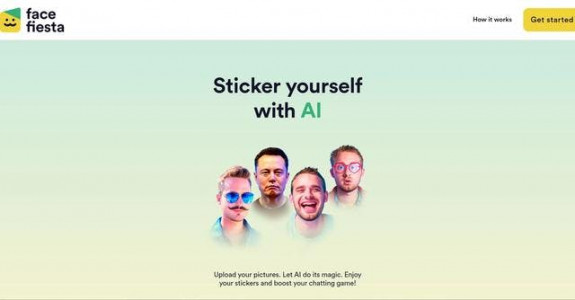 face
fiesta
How it works
Get started
Sticker yourself
with AI
Upload your pictures. Let AI do its magic. Enjoy
your stickers and boost your chatting game!